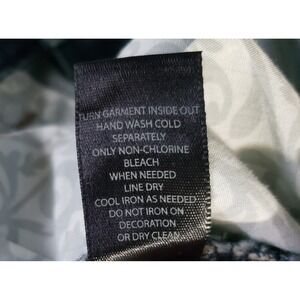 TURN GARMENT INSIDE OUT
HAND WASH COLD
SEPARATELY
ONLY NON-CHLORINE
BLEACH
WHEN NEEDED
LINE DRY
COOL IRON AS NEEDED
DO NOT IRON ON
DECORATION
OR DRY CLEAN